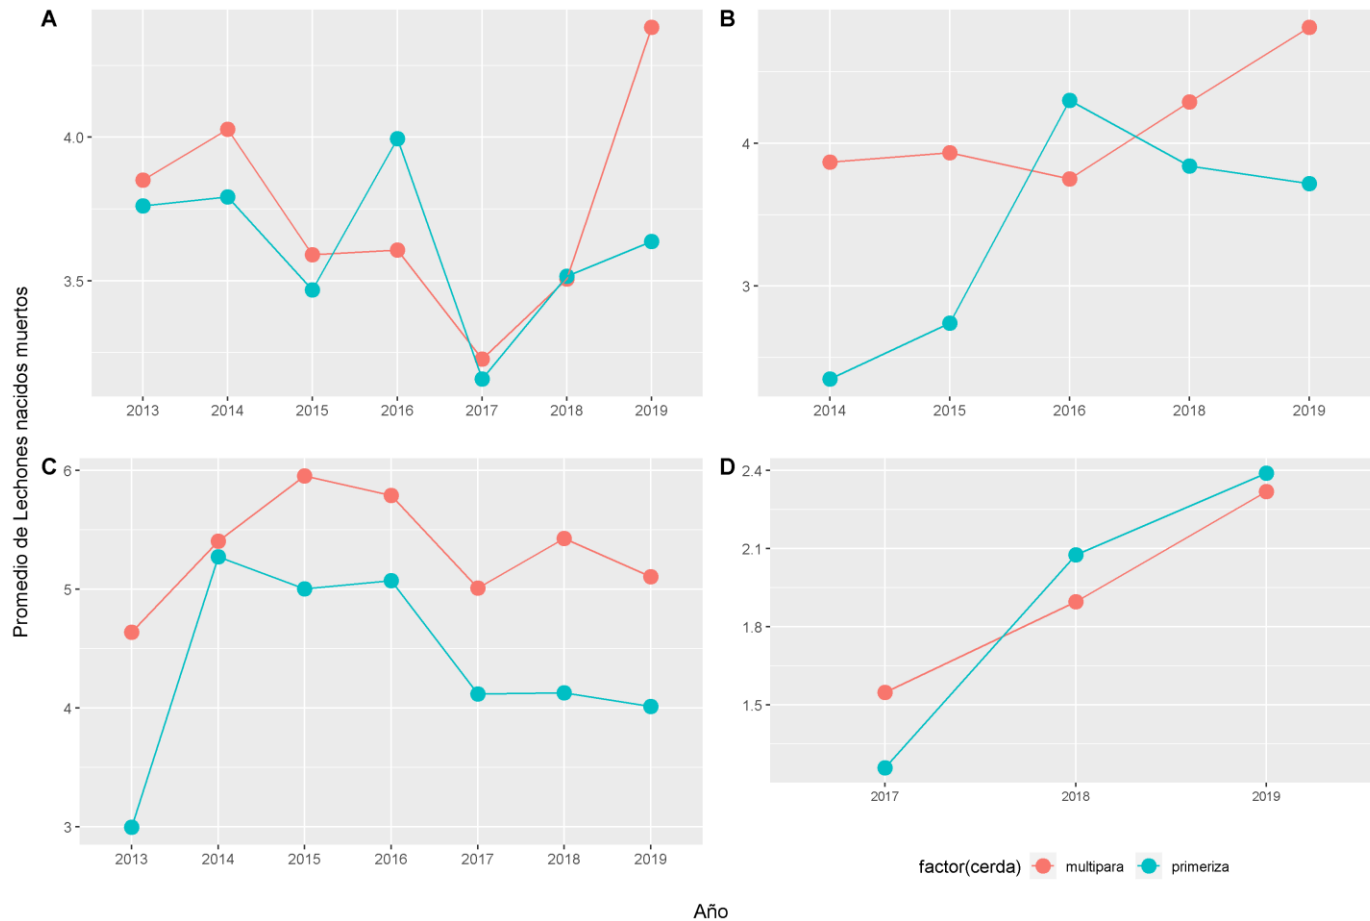 A
4.0
3.5
2013 2014 2015 2016 2017 2018 2019
B
4
3
2014 2015 2016 2018 2019
C
6
5
4
3
2013 2014 2015 2016 2017 2018 2019
D
2.4
2.1
1.8
1.5
2017 2018 2019
Promedio de Lechones nacidos muertos
factor(cerda) multipara primeriza
Año